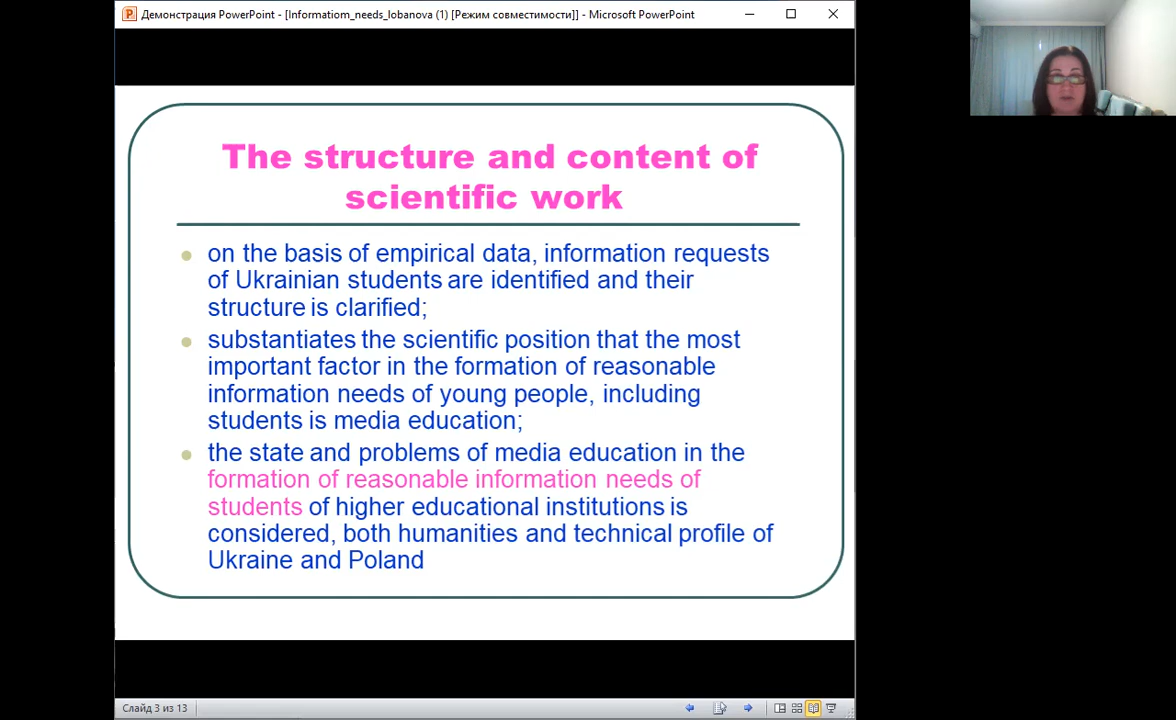 Демонстрация PowerPoint - [Informatiom_needs_lobanova (1) [Режим совместимости]] - Microsoft PowerPoint
The structure and content of
scientific work
on the basis of empirical data, information requests
of Ukrainian students are identified and their
structure is clarified;
substantiates the scientific position that the most
important factor in the formation of reasonable
information needs of young people, including
students is media education;
the state and problems of media education in the
formation of reasonable information needs of
students of higher educational institutions is
considered, both humanities and technical profile of
Ukraine and Poland
Слайд 3 из 13